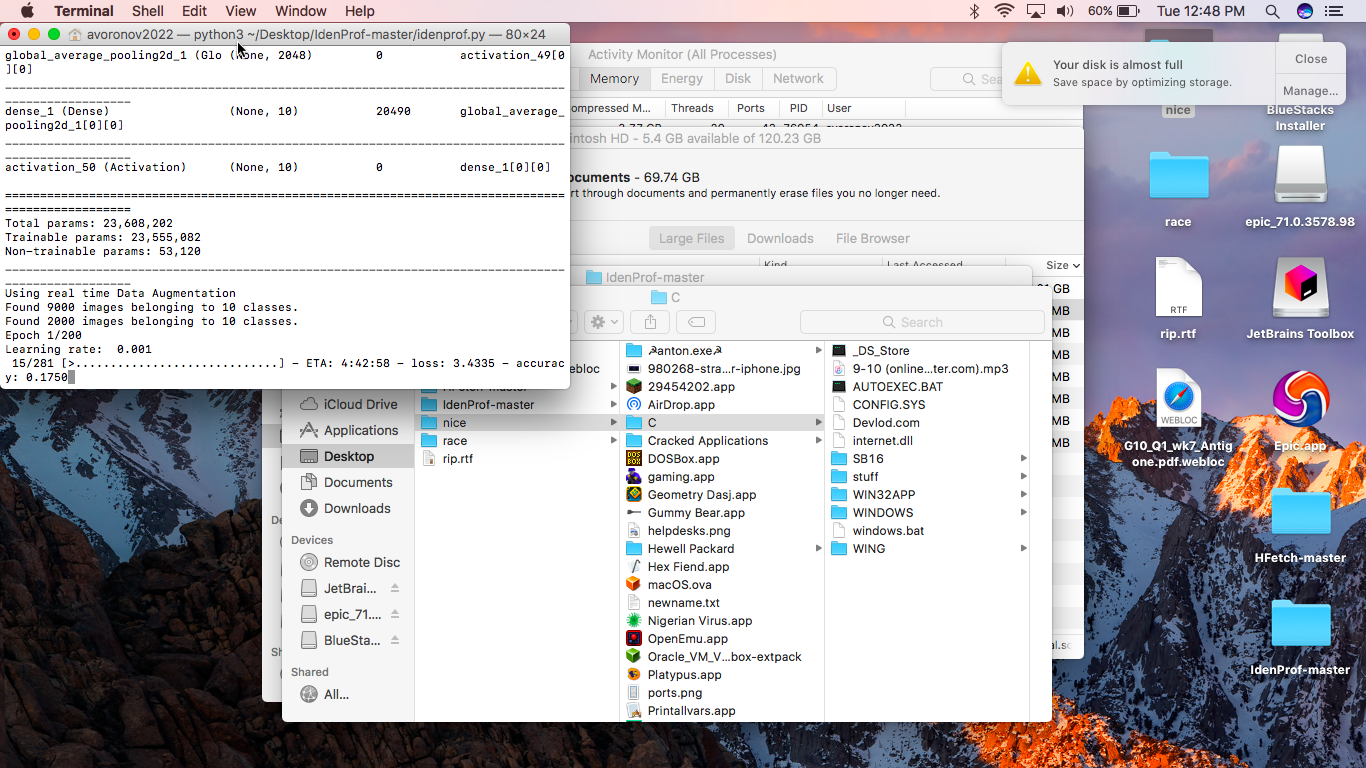 Terminal Shell Edit View Window Help
60% Tue 12:48 PM
avoronov2022 — python3 ~/Desktop/IdenProf-master/idenprof.py — 80×24
global_average_pooling2d_1 (Glo (None, 2048) 0 activation_49[0
][0]
dense_1 (Dense) (None, 10) 20490 global_average_
pooling2d_1[0][0]
activation_50 (Activation) (None, 10) 0 dense_1[0][0]
Total params: 23,608,202
Trainable params: 23,555,082
Non-trainable params: 53,120
Using real time Data Augmentation
Found 9000 images belonging to 10 classes.
Found 2000 images belonging to 10 classes.
Epoch 1/200
Learning rate: 0.001
15/281 [>.............................] - ETA: 4:42:58 - loss: 3.4335 - accurac
y: 0.1750
Activity Monitor (All Processes)
Memory Energy Disk Network
Threads Ports PID User
Your disk is almost full
Save space by optimizing storage.
Close
Manage...
HD - 5.4 GB available of 120.23 GB
- 69.74 GB
through documents and permanently erase files you no longer need.
Large Files Downloads File Browser
Kind Last Accessed Size
GB
MB
MB
MB
MB
MB
MB
MB
IdenProf-master
C
Search
iCloud Drive
Applications
Desktop
Documents
Downloads
Devices
Remote Disc
JetBrai...
epic_71....
BlueSta...
Shared
All...
IdenProf-master
nice
race
rip.rtf
☭anton.exe☭
980268-stra...r-iphone.jpg
29454202.app
AirDrop.app
C
Cracked Applications
DOSBox.app
gaming.app
Geometry Dasj.app
Gummy Bear.app
helpdesks.png
Hewell Packard
Hex Fiend.app
macOS.ova
newname.txt
Nigerian Virus.app
OpenEmu.app
Oracle_VM_V...box-extpack
Platypus.app
ports.png
Printallvars.app
_DS_Store
9-10 (online...ter.com).mp3
AUTOEXEC.BAT
CONFIG.SYS
Devlod.com
internet.dll
SB16
stuff
WIN32APP
WINDOWS
windows.bat
WING
nice
BlueStacks
Installer
race
epic_71.0.3578.98
RTF
rip.rtf
JetBrains Toolbox
WEBLOC
G10_Q1_wk7_Antig
one.pdf.webloc
Epic.app
HFetch-master
IdenProf-master